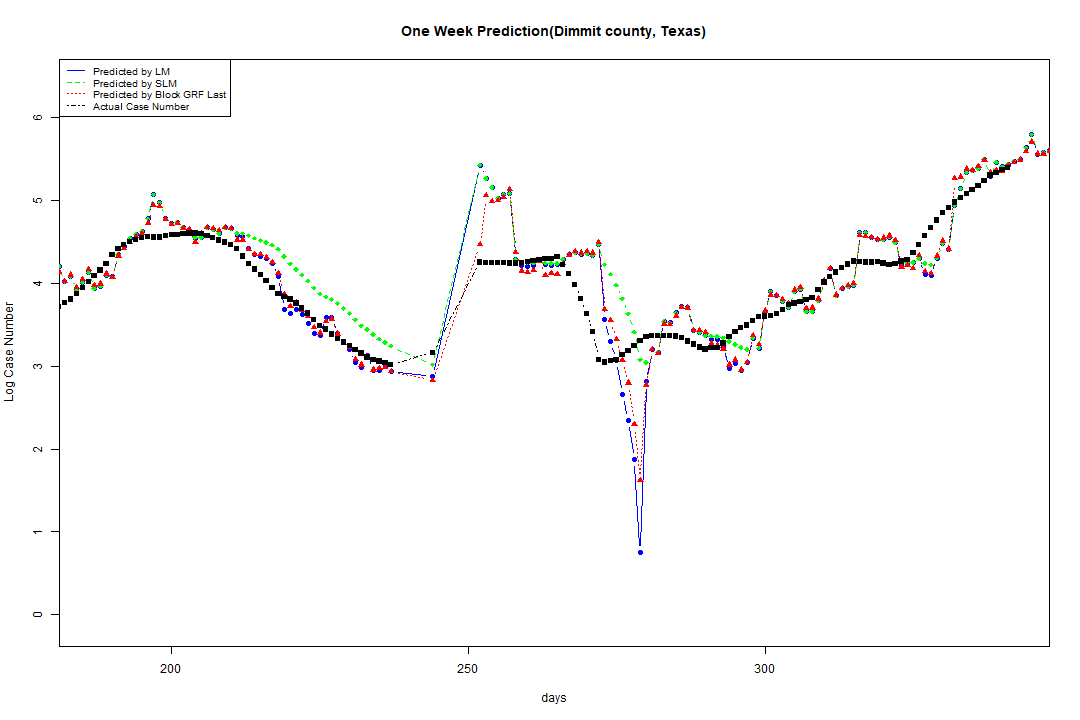 One Week Prediction(Dimmit county, Texas)
Predicted by LM
Predicted by SLM
Predicted by Block GRF Last
Actual Case Number
6
5
4
3
2
1
0
Log Case Number
200
250
300
days